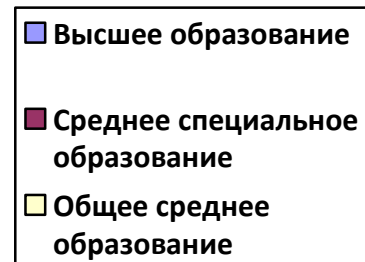 Высшее образование
Среднее специальное
образование
Общее среднее
образование